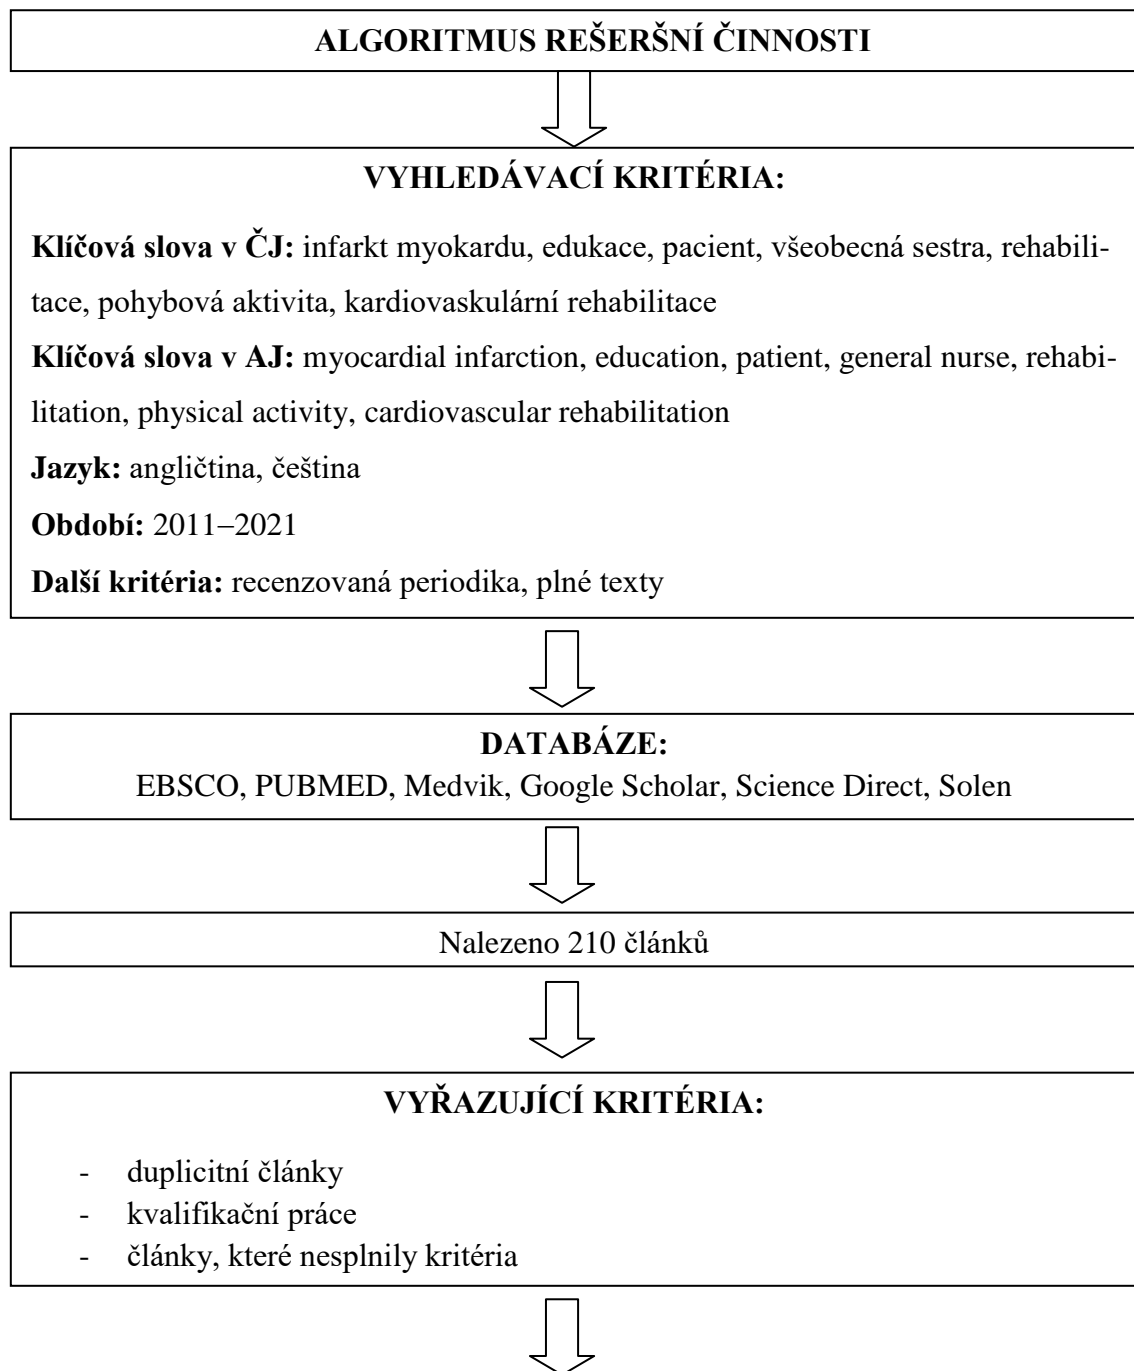 ALGORITMUS REŠERŠNÍ ČINNOSTI
VYHLEDÁVACÍ KRITÉRIA:
Klíčová slova v ČJ: infarkt myokardu, edukace, pacient, všeobecná sestra, rehabili-
tace, pohybová aktivita, kardiovaskulární rehabilitace
Klíčová slova v AJ: myocardial infarction, education, patient, general nurse, rehabi-
litation, physical activity, cardiovascular rehabilitation
Jazyk: angličtina, čeština
Období: 2011–2021
Další kritéria: recenzovaná periodika, plné texty
DATABÁZE:
EBSCO, PUBMED, Medvik, Google Scholar, Science Direct, Solen
Nalezeno 210 článků
VYŘAZUJÍCÍ KRITÉRIA:
- duplicitní články
- kvalifikační práce
- články, které nesplnily kritéria